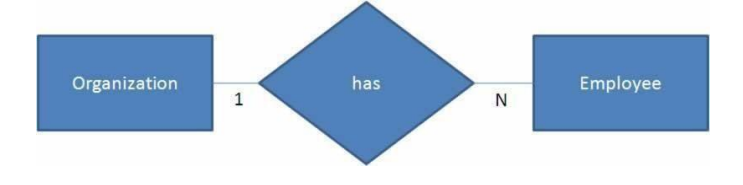 Organization
1
has
N
Employee